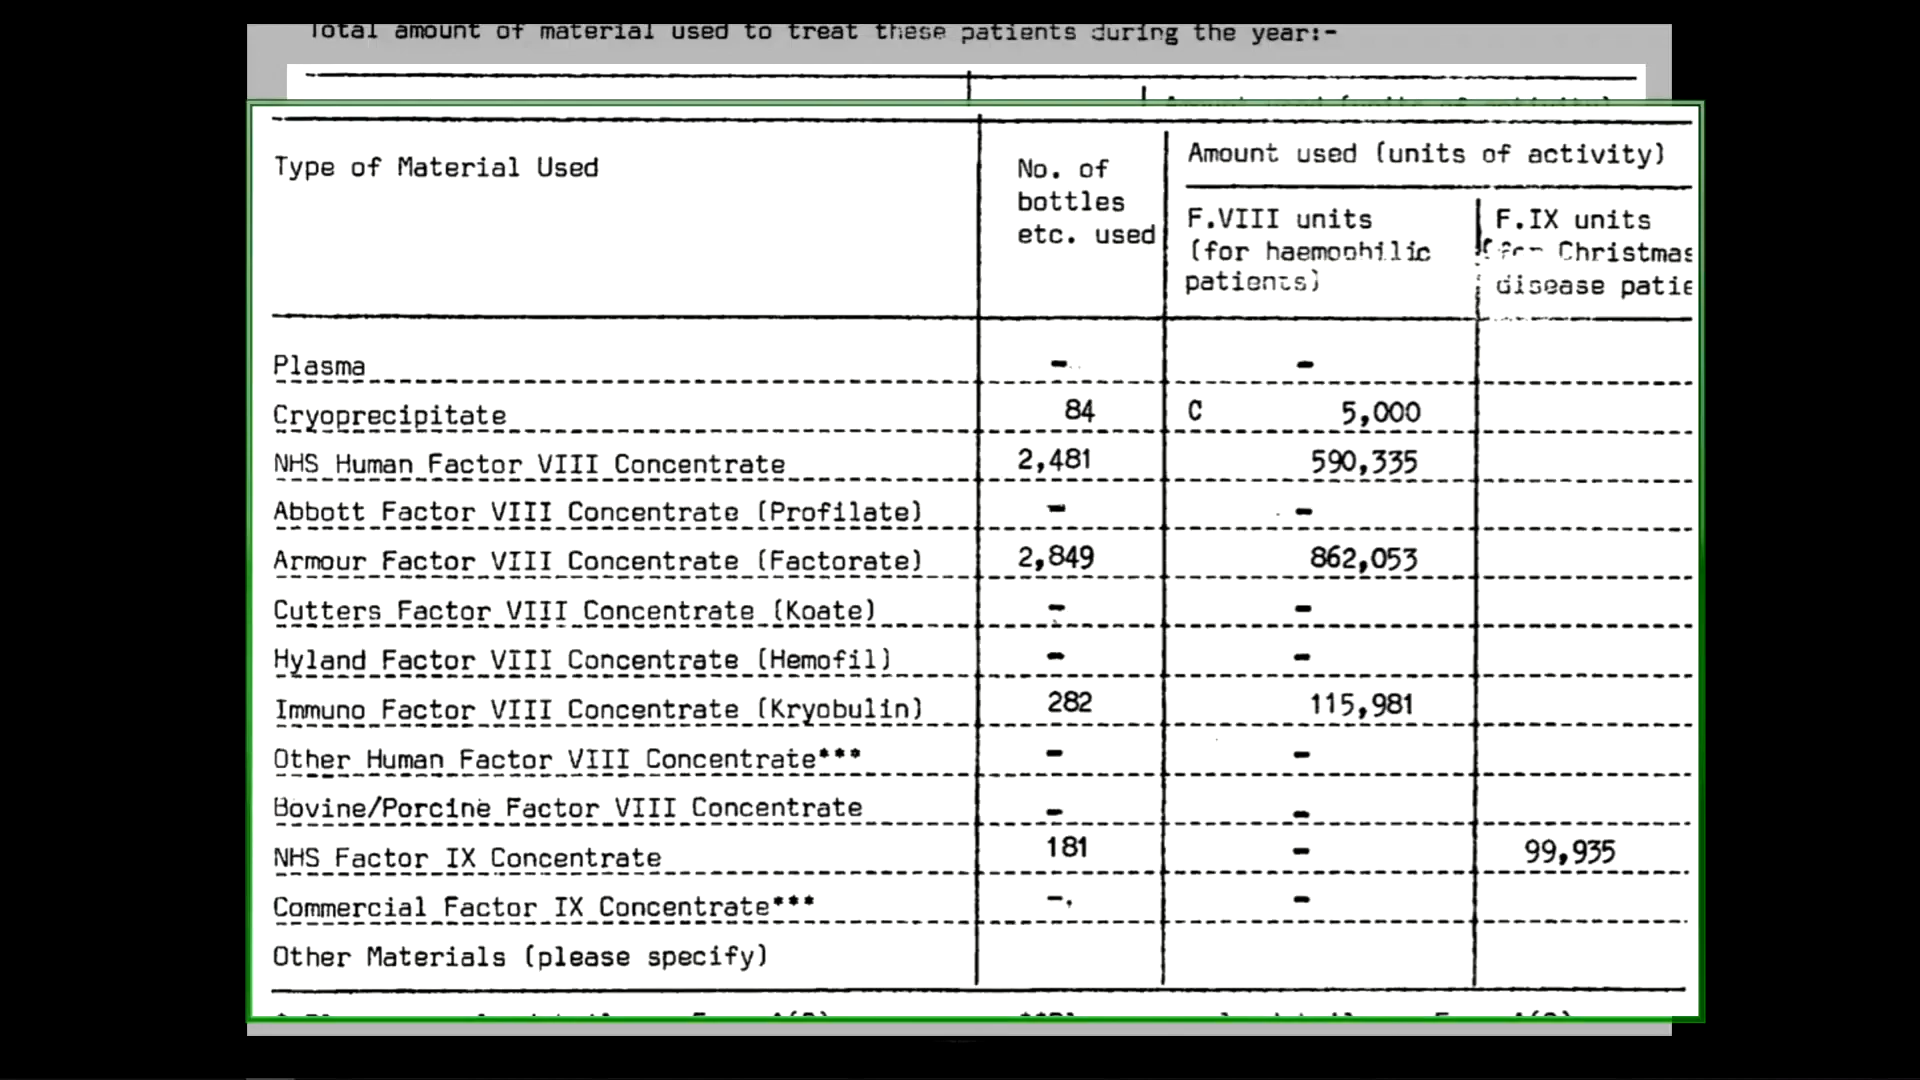 Total amount of material used to treat these patients during the year:-
Type of Material Used
No. of
bottles
etc. used
Amount used (units of activity)
F.VIII units
(for haemophilic
patients)
F.IX units
(for Christmas
disease patie
Plasma - -
Cryoprecipitate 84 C 5,000
NHS Human Factor VIII Concentrate 2,481 590,335
Abbott Factor VIII Concentrate (Profilate) - -
Armour Factor VIII Concentrate (Factorate) 2,849 862,053
Cutters Factor VIII Concentrate (Koate) - -
Hyland Factor VIII Concentrate (Hemofil) - -
Immuno Factor VIII Concentrate (Kryobulin) 282 115,981
Other Human Factor VIII Concentrate*** - -
Bovine/Porcine Factor VIII Concentrate - -
NHS Factor IX Concentrate 181 - 99,935
Commercial Factor IX Concentrate*** - -
Other Materials (please specify)